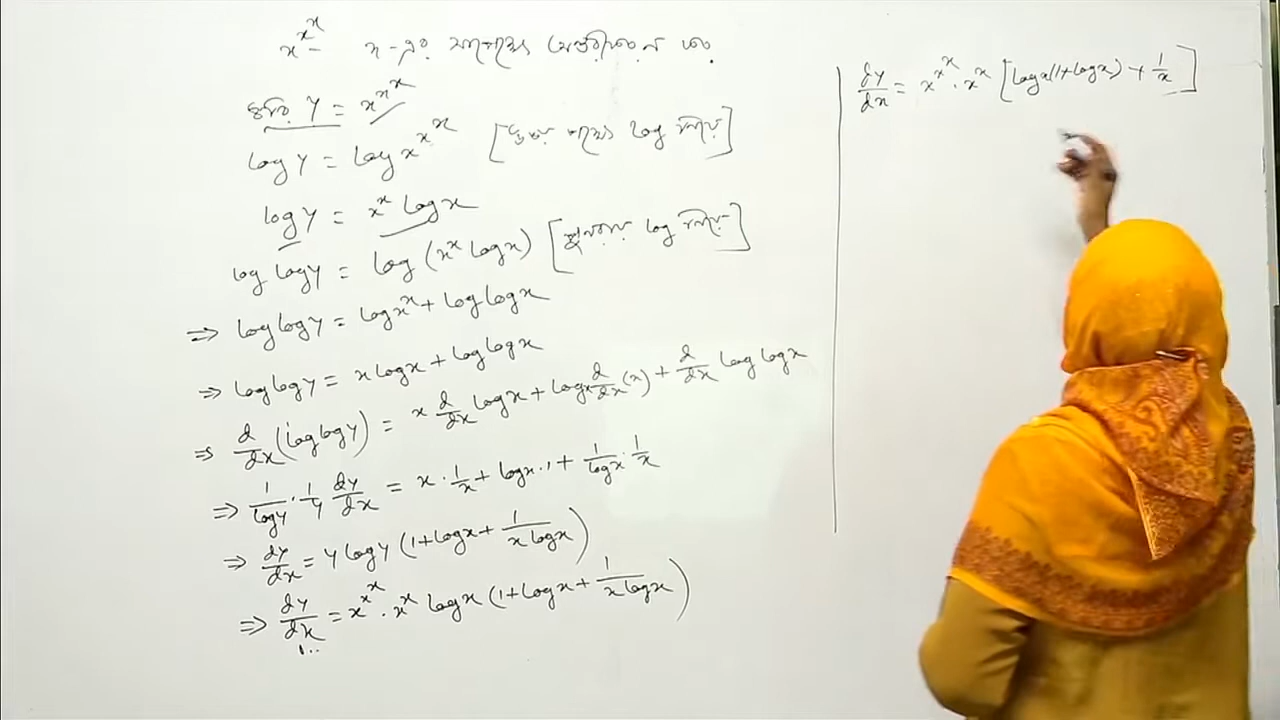 x^{x^x} - x-এর সাপেক্ষে অন্তরীকরণ কর.
ধরি, y = x^{x^x}
log y = log x^{x^x} [উভয় পক্ষে log নিয়ে]
log y = x^x log x
log log y = log (x^x log x) [পুনরায় log নিয়ে]
⇒ log log y = log x^x + log log x
⇒ log log y = x log x + log log x
⇒ d/dx (log log y) = x d/dx log x + log x d/dx (x) + d/dx log log x
⇒ 1/log y · 1/y dy/dx = x · 1/x + log x · 1 + 1/log x · 1/x
⇒ dy/dx = y log y (1 + log x + 1/(x log x))
⇒ dy/dx = x^{x^x} · x^x log x (1 + log x + 1/(x log x))
dy/dx = x^{x^x} · x^x [log x (1 + log x) + 1/x]